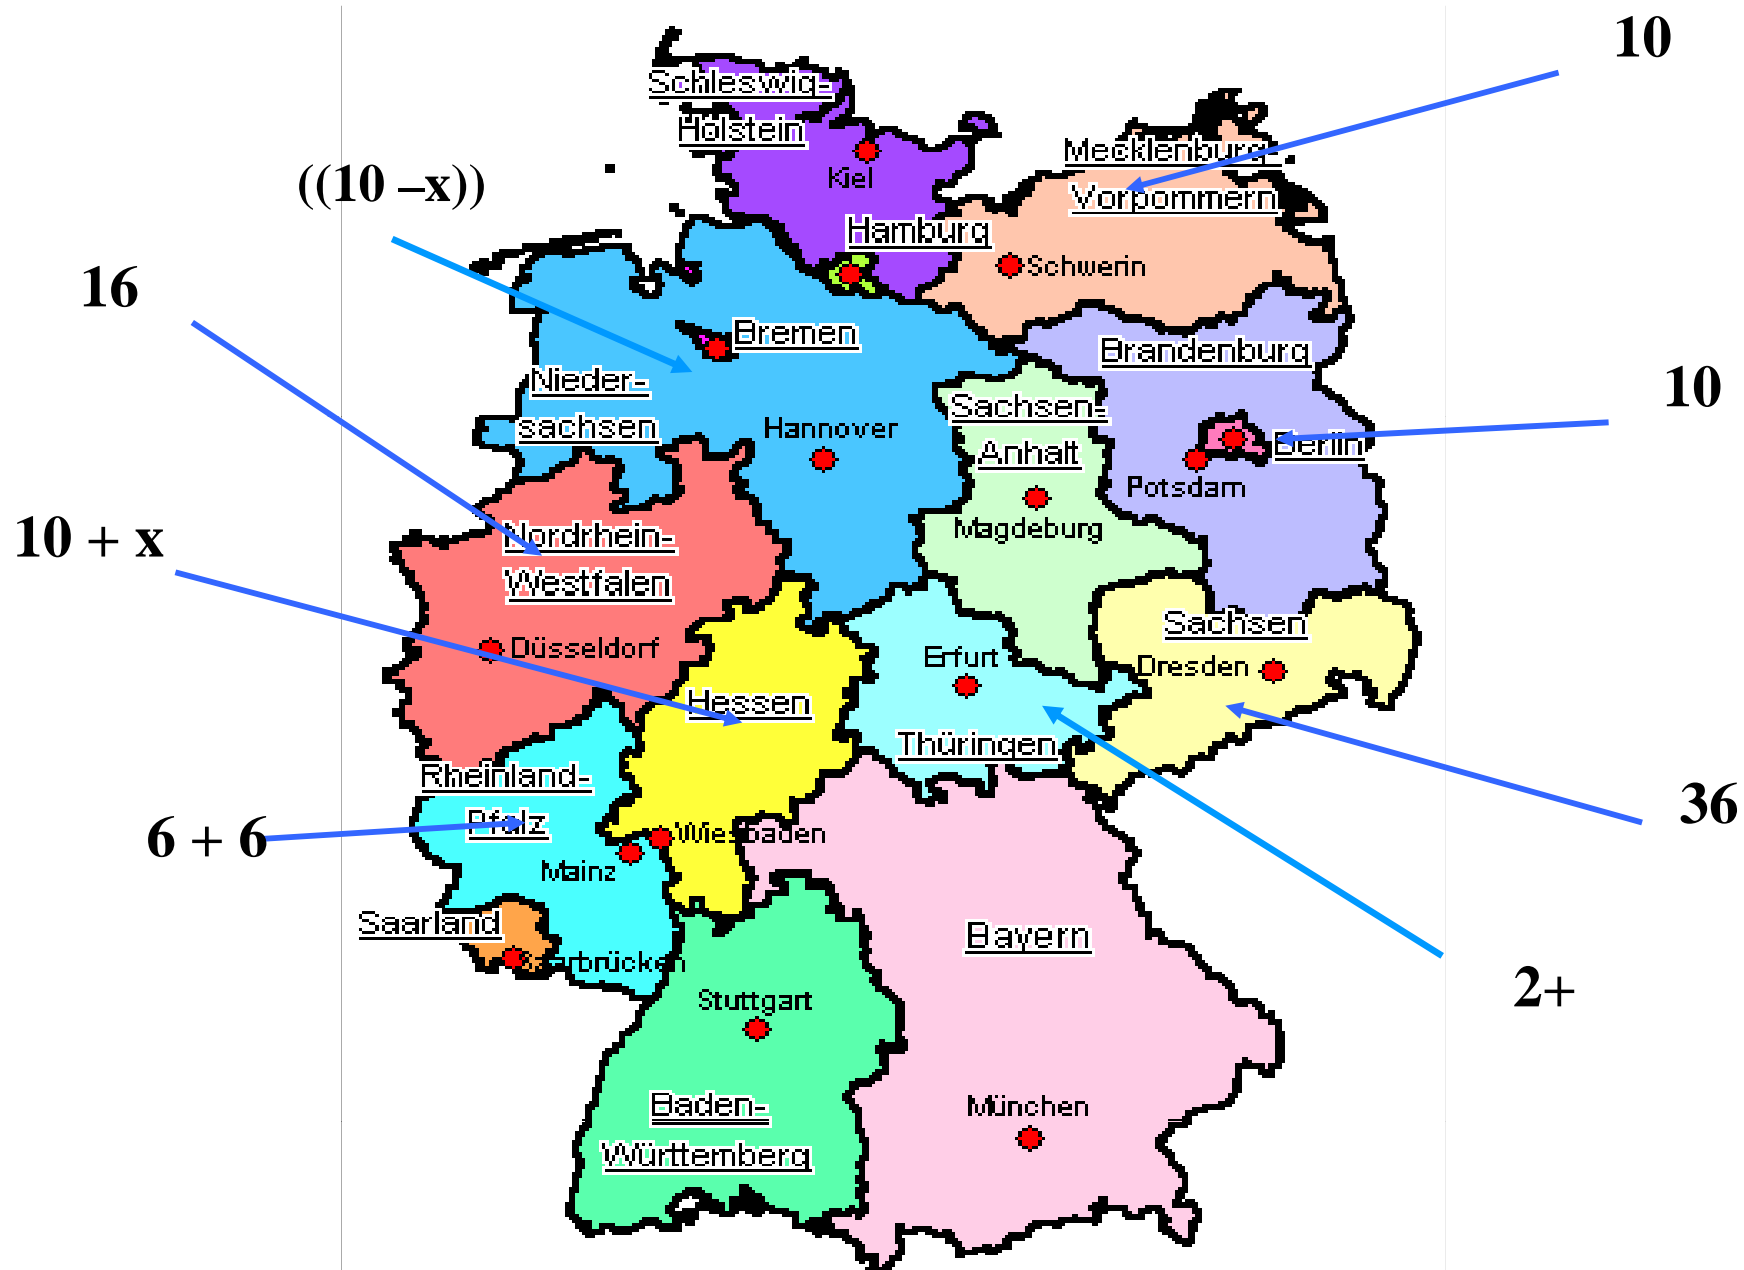 10
Schleswig-
Holstein
Kiel
Mecklenburg-
Vorpommern
((10 –x))
Hamburg
Schwerin
16
Bremen
Brandenburg
Nieder-
sachsen
Hannover
Sachsen-
Anhalt
10
Berlin
Potsdam
Magdeburg
10 + x
Nordrhein-
Westfalen
Düsseldorf
Sachsen
Dresden
Erfurt
Hessen
Thüringen
Rheinland-
Pfalz
36
6 + 6
Wiesbaden
Mainz
Saarland
Saarbrücken
Bayern
2+
Stuttgart
Baden-
Württemberg
München